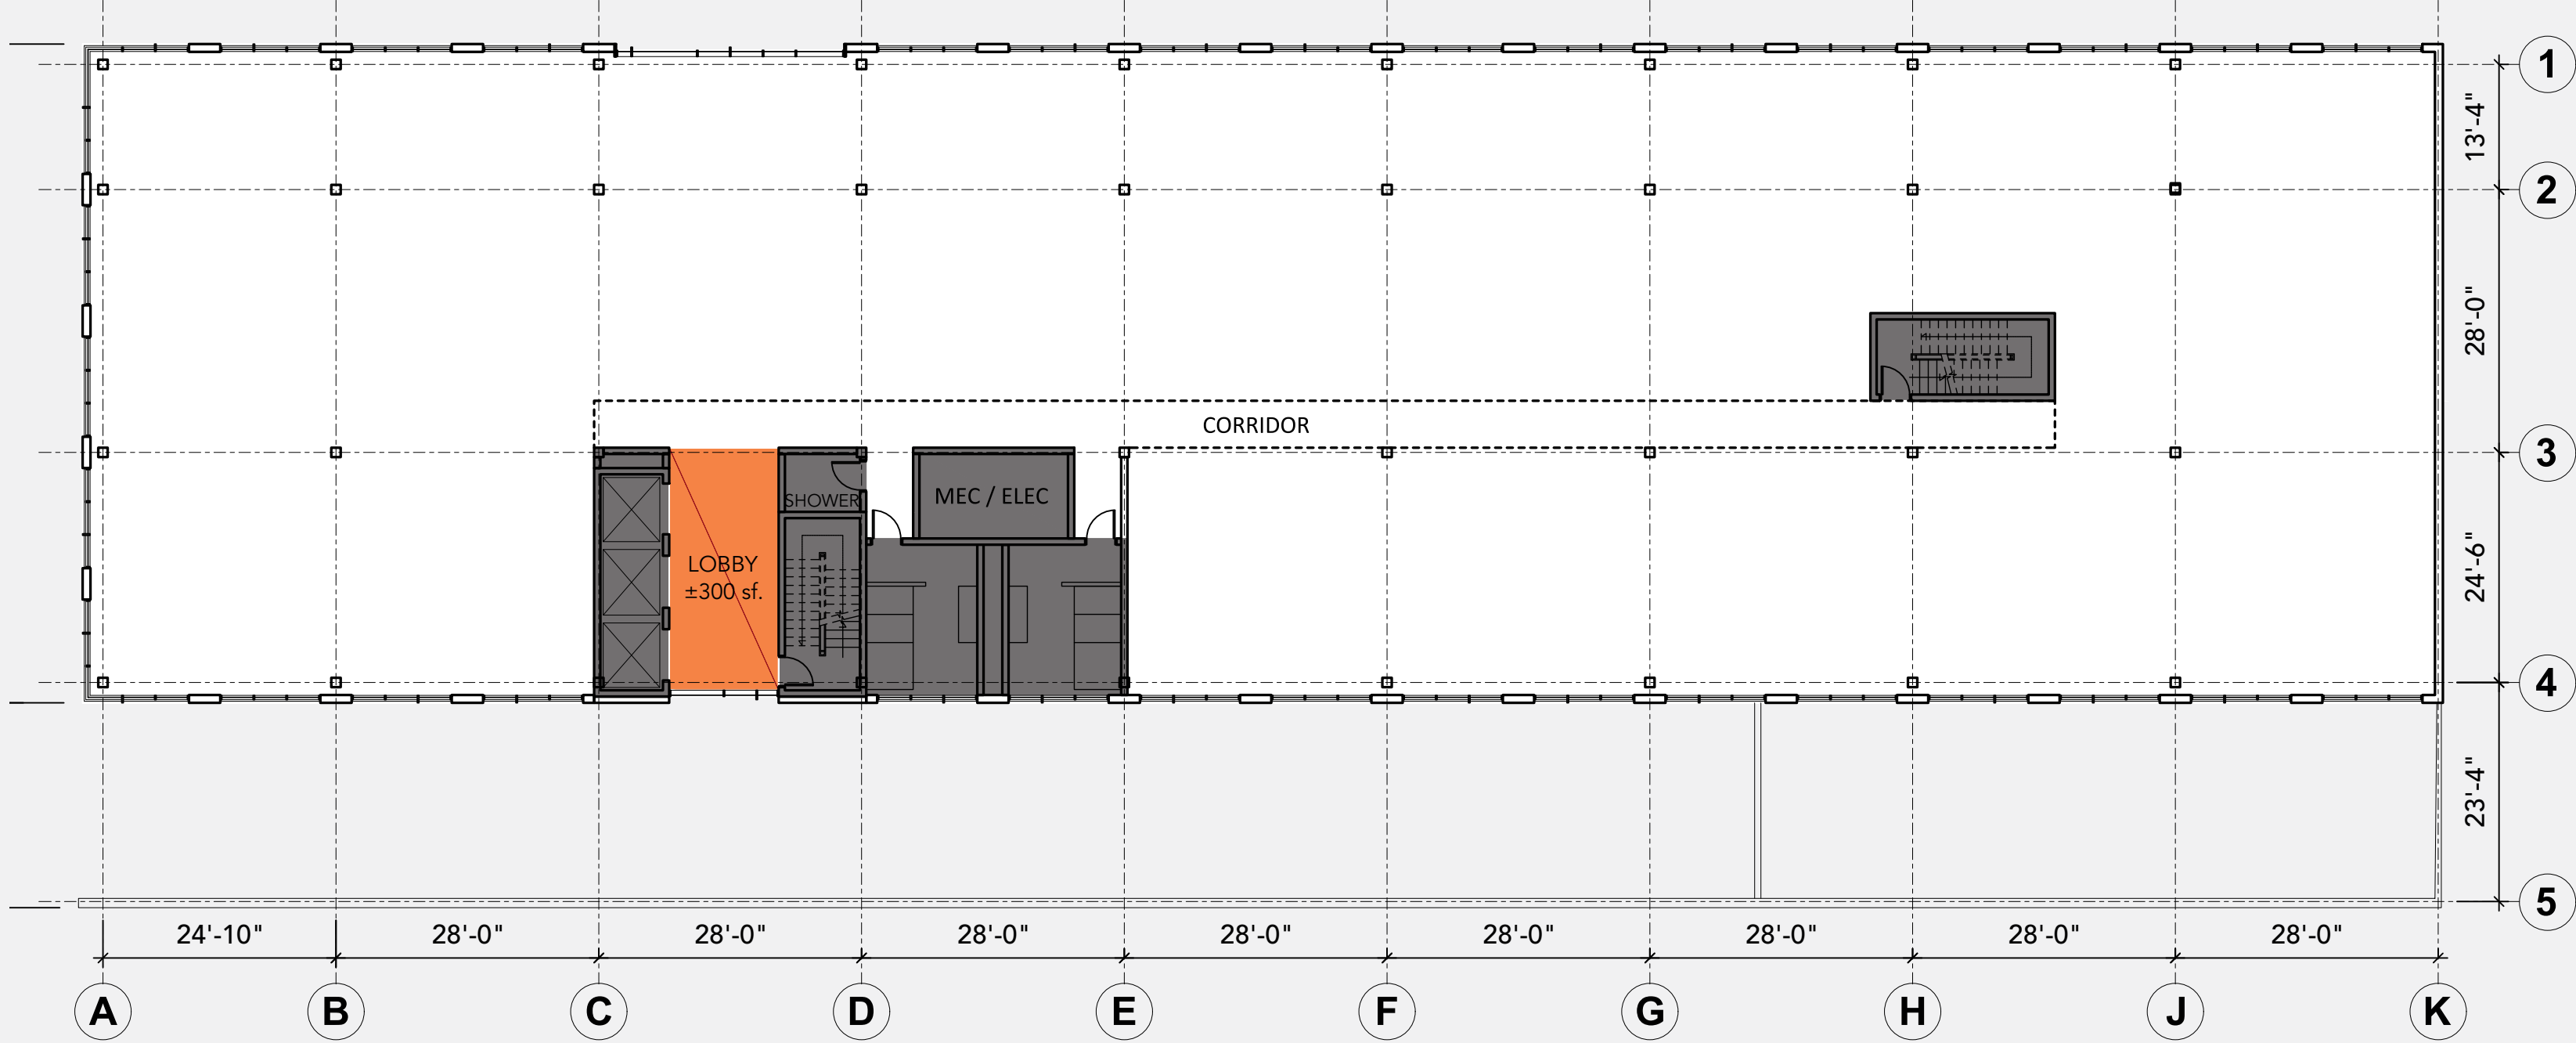 1
13'-4"
2
28'-0"
CORRIDOR
3
MEC / ELEC
SHOWER
LOBBY
±300 sf.
24'-6"
4
23'-4"
5
24'-10" 28'-0" 28'-0" 28'-0" 28'-0" 28'-0" 28'-0" 28'-0" 28'-0"
A B C D E F G H J K